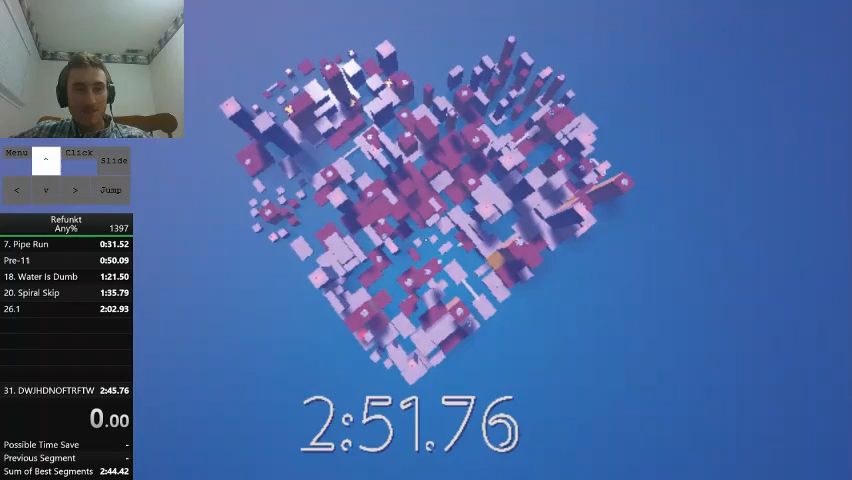 Menu ^ Click Slide
< v > Jump
Refunkt
Any% 1397
7. Pipe Run 0:31.52
Pre-11 0:50.09
18. Water Is Dumb 1:21.50
20. Spiral Skip 1:35.79
26.1 2:02.93
31. DWJHDNOFTRFTW 2:45.76
0.00
Possible Time Save -
Previous Segment -
Sum of Best Segments 2:44.42
2:51.76